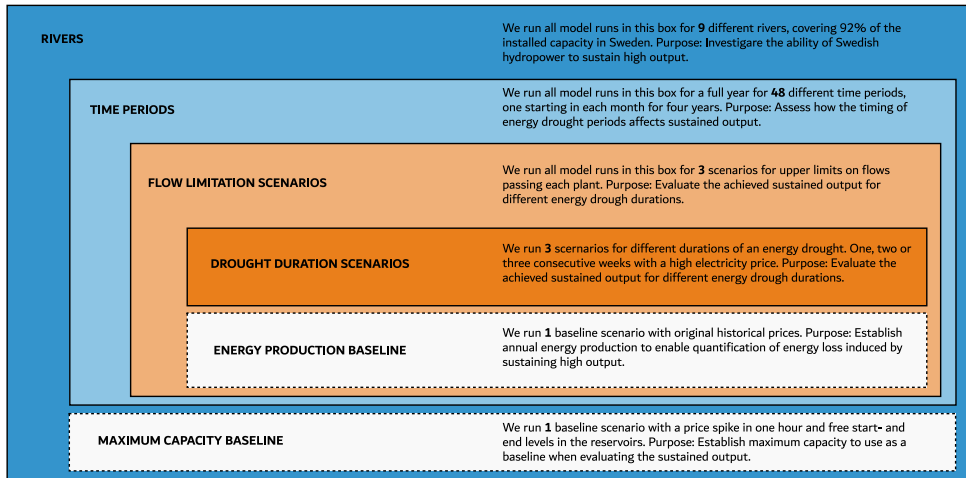 RIVERS
We run all model runs in this box for 9 different rivers, covering 92% of the
installed capacity in Sweden. Purpose: Investigare the ability of Swedish
hydropower to sustain high output.
TIME PERIODS
We run all model runs in this box for a full year for 48 different time periods,
one starting in each month for four years. Purpose: Assess how the timing of
energy drought periods affects sustained output.
FLOW LIMITATION SCENARIOS
We run all model runs in this box for 3 scenarios for upper limits on flows
passing each plant. Purpose: Evaluate the achieved sustained output for
different energy drough durations.
DROUGHT DURATION SCENARIOS
We run 3 scernarios for different durations of an energy drought. One, two or
three consecutive weeks with a high electricity price. Purpose: Evaluate the
achieved sustained output for different energy drough durations.
ENERGY PRODUCTION BASELINE
We run 1 baseline scenario with original historical prices. Purpose: Establish
annual energy production to enable quantification of energy loss induced by
sustaining high output.
MAXIMUM CAPACITY BASELINE
We run 1 baseline scenario with a price spike in one hour and free start- and
end levels in the reservoirs. Purpose: Establish maximum capacity to use as a
baseline when evaluating the sustained output.